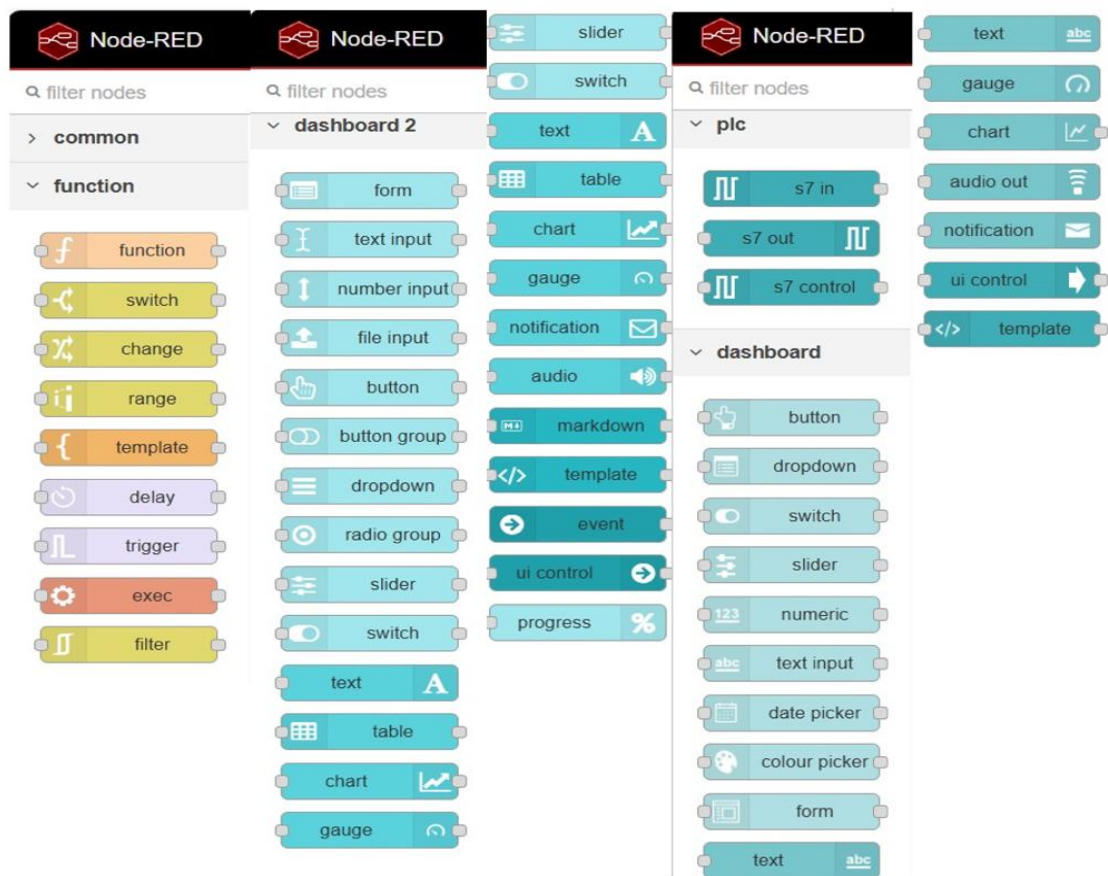 Node-RED
filter nodes
common
function
function
switch
change
range
template
delay
trigger
exec
filter
Node-RED
filter nodes
dashboard 2
form
text input
number input
file input
button
button group
dropdown
radio group
slider
switch
text A
table
chart
gauge
slider
switch
text A
table
chart
gauge
notification
audio
M+ markdown
</> template
event
ui control
progress %
Node-RED
filter nodes
plc
s7 in
s7 out
s7 control
dashboard
button
dropdown
switch
slider
123 numeric
abc text input
date picker
colour picker
form
text abc
text abc
gauge
chart
audio out
notification
ui control
</> template